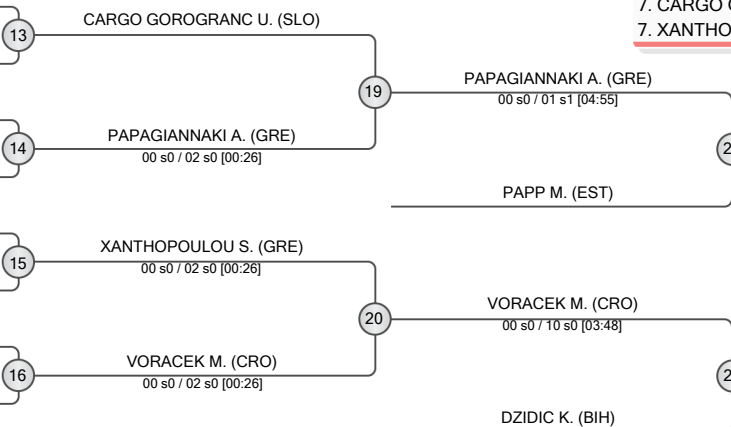 7. CARGO
7. XANTHO
CARGO GOROGRANC U. (SLO)
13
PAPAGIANNAKI A. (GRE)
00 s0 / 01 s1 [04:55]
19
PAPAGIANNAKI A. (GRE)
00 s0 / 02 s0 [00:26]
14
2
PAPP M. (EST)
XANTHOPOULOU S. (GRE)
00 s0 / 02 s0 [00:26]
15
VORACEK M. (CRO)
00 s0 / 10 s0 [03:48]
20
VORACEK M. (CRO)
00 s0 / 02 s0 [00:26]
16
2
DZIDIC K. (BIH)